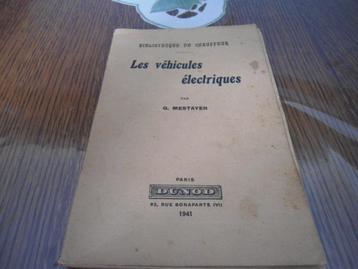 BIBLIOTHÈQUE DU CHAUFFEUR
Les véhicules
électriques
PAR
G. MESTAYER
PARIS
DUNOD
92, RUE BONAPARTE (VI)
1941